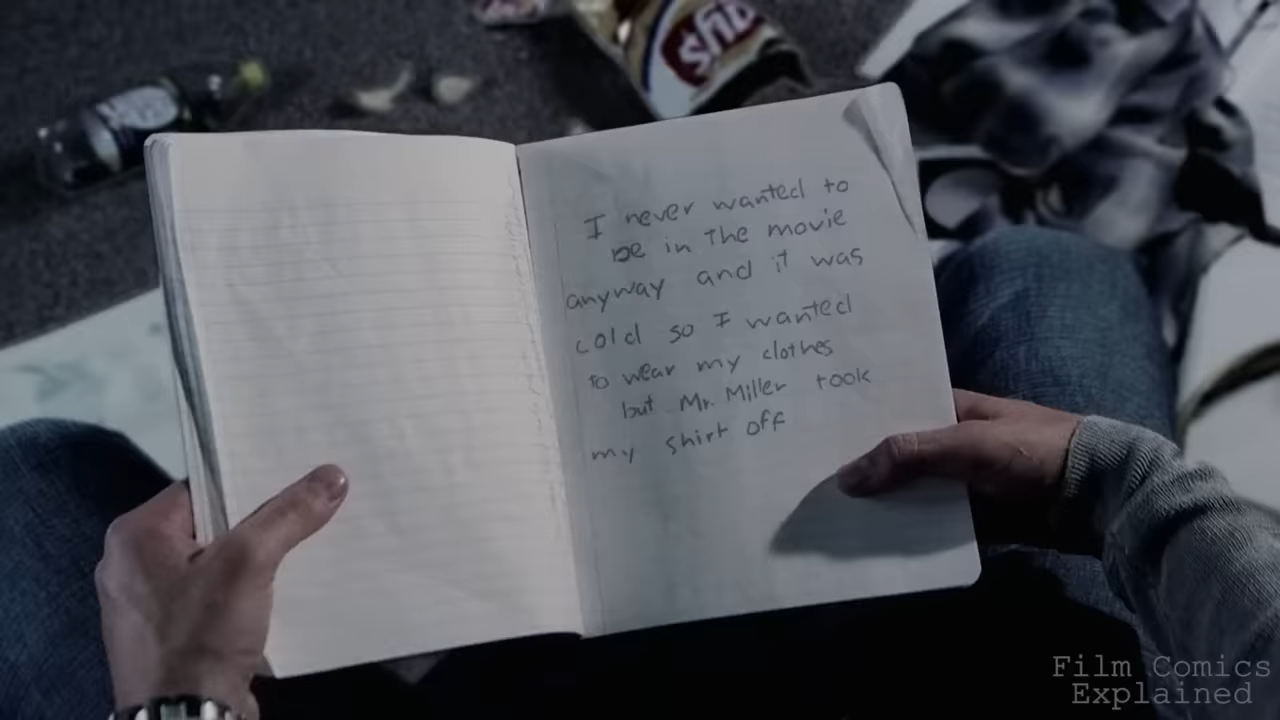 I never wanted to
be in the movie
anyway and it was
cold so I wanted
to wear my clothes
but Mr. Miller took
my shirt off
Film Comics
Explained